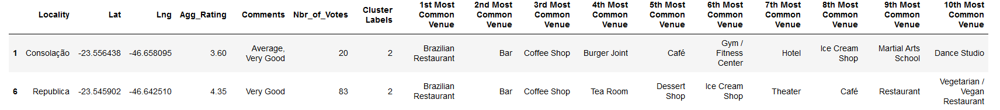 Locality Lat Lng Agg_Rating Comments Nbr_of_Votes Cluster Labels 1st Most Common Venue 2nd Most Common Venue 3rd Most Common Venue 4th Most Common Venue 5th Most Common Venue 6th Most Common Venue 7th Most Common Venue 8th Most Common Venue 9th Most Common Venue 10th Most Common Venue
1 Consolação -23.556438 -46.658095 3.60 Average, Very Good 20 2 Brazilian Restaurant Bar Coffee Shop Burger Joint Café Gym / Fitness Center Hotel Ice Cream Shop Martial Arts School Dance Studio
6 Republica -23.545902 -46.642510 4.35 Very Good 83 2 Brazilian Restaurant Bar Coffee Shop Tea Room Dessert Shop Ice Cream Shop Theater Café Restaurant Vegetarian / Vegan Restaurant